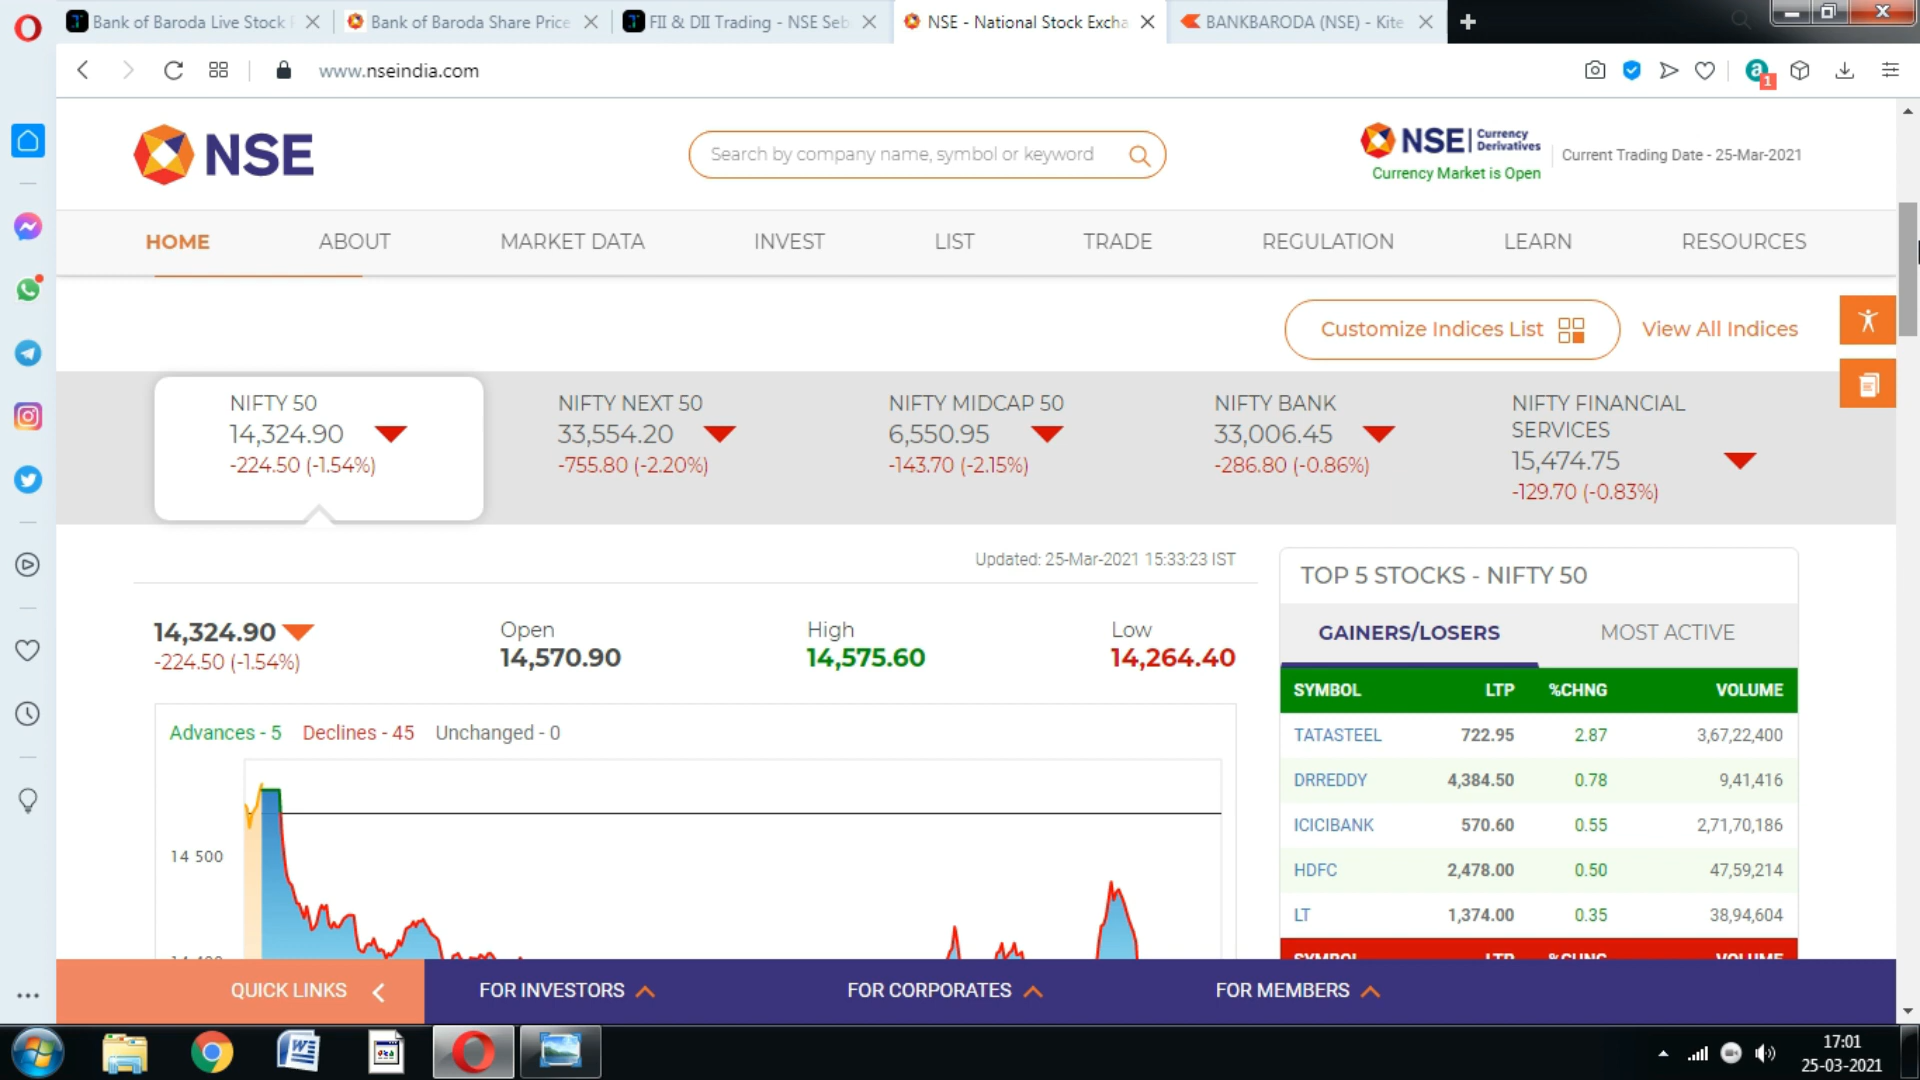 Bank of Baroda Live Stock
Bank of Baroda Share Price
FII & DII Trading - NSE Seb
NSE - National Stock Excha
BANKBARODA (NSE) - Kite
www.nseindia.com
1
NSE
Search by company name, symbol or keyword
NSE Currency Derivatives
Currency Market is Open
Current Trading Date - 25-Mar-2021
HOME
ABOUT
MARKET DATA
INVEST
LIST
TRADE
REGULATION
LEARN
RESOURCES
Customize Indices List
View All Indices
NIFTY 50
14,324.90
-224.50 (-1.54%)
NIFTY NEXT 50
33,554.20
-755.80 (-2.20%)
NIFTY MIDCAP 50
6,550.95
-143.70 (-2.15%)
NIFTY BANK
33,006.45
-286.80 (-0.86%)
NIFTY FINANCIAL
SERVICES
15,474.75
-129.70 (-0.83%)
Updated: 25-Mar-2021 15:33:23 IST
14,324.90
-224.50 (-1.54%)
Open
14,570.90
High
14,575.60
Low
14,264.40
Advances - 5 Declines - 45 Unchanged - 0
14 500
TOP 5 STOCKS - NIFTY 50
GAINERS/LOSERS MOST ACTIVE
SYMBOL LTP %CHNG VOLUME
TATASTEEL 722.95 2.87 3,67,22,400
DRREDDY 4,384.50 0.78 9,41,416
ICICIBANK 570.60 0.55 2,71,70,186
HDFC 2,478.00 0.50 47,59,214
LT 1,374.00 0.35 38,94,604
SYMBOL LTP %CHNG VOLUME
QUICK LINKS
FOR INVESTORS
FOR CORPORATES
FOR MEMBERS
17:01
25-03-2021